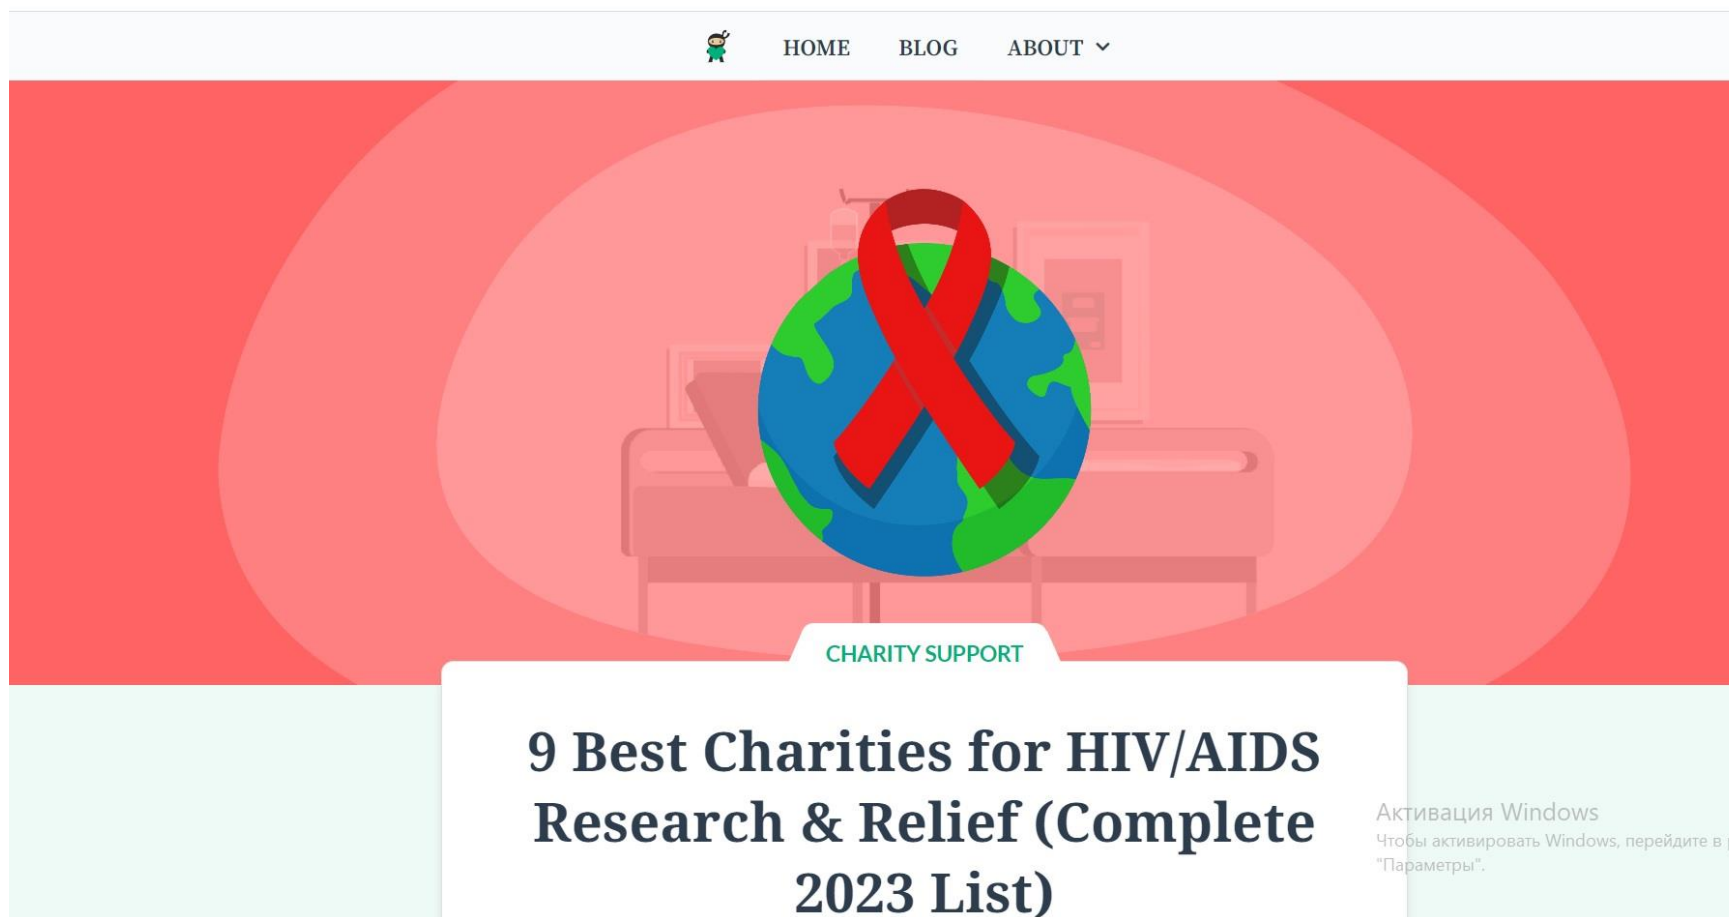 HOME BLOG ABOUT
CHARITY SUPPORT
9 Best Charities for HIV/AIDS
Research & Relief (Complete
2023 List)
Активация Windows
Чтобы активировать Windows, перейдите в
"Параметры".